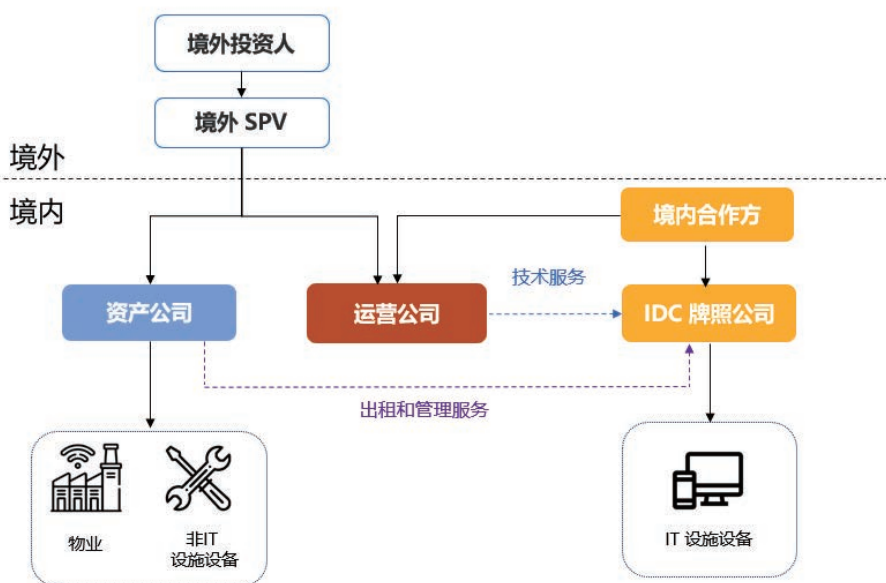 境外投资人
境外 SPV
境外
境内
境内合作方
技术服务
资产公司
运营公司
IDC 牌照公司
出租和管理服务
物业
非IT
设施设备
IT 设施设备